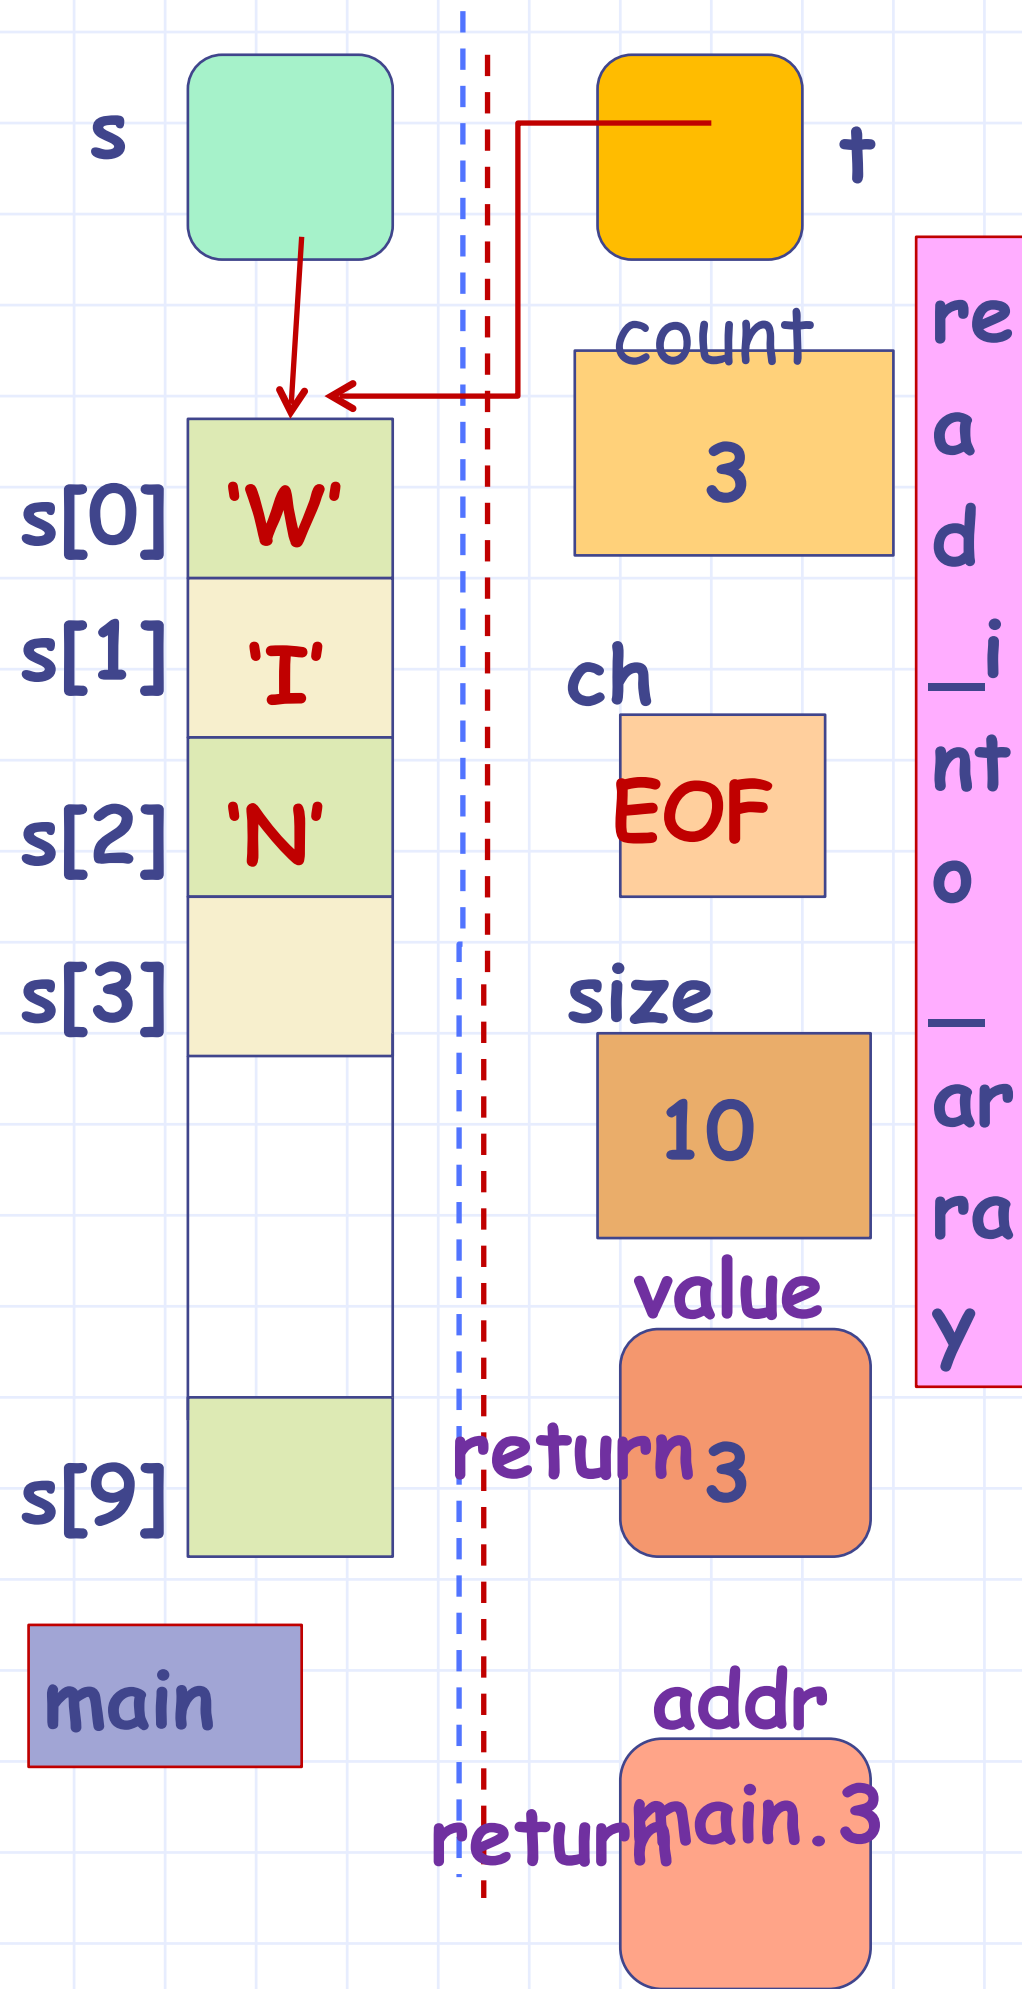 s
t
count
3
s[0]
'W'
s[1]
'I'
ch
s[2]
'N'
EOF
s[3]
size
10
value
return
3
s[9]
main
addr
main.3
return
re
a
d
_i
nt
o
_
ar
ra
y